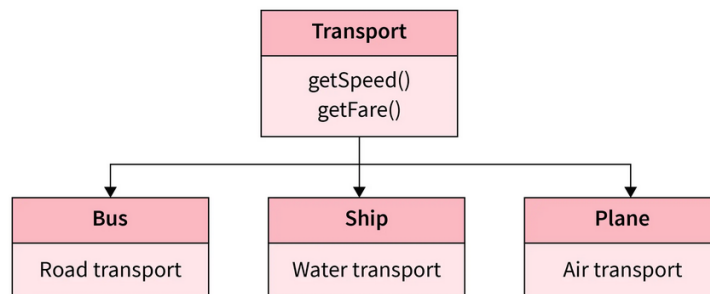 Transport
getSpeed()
getFare()
Bus
Ship
Plane
Road transport
Water transport
Air transport